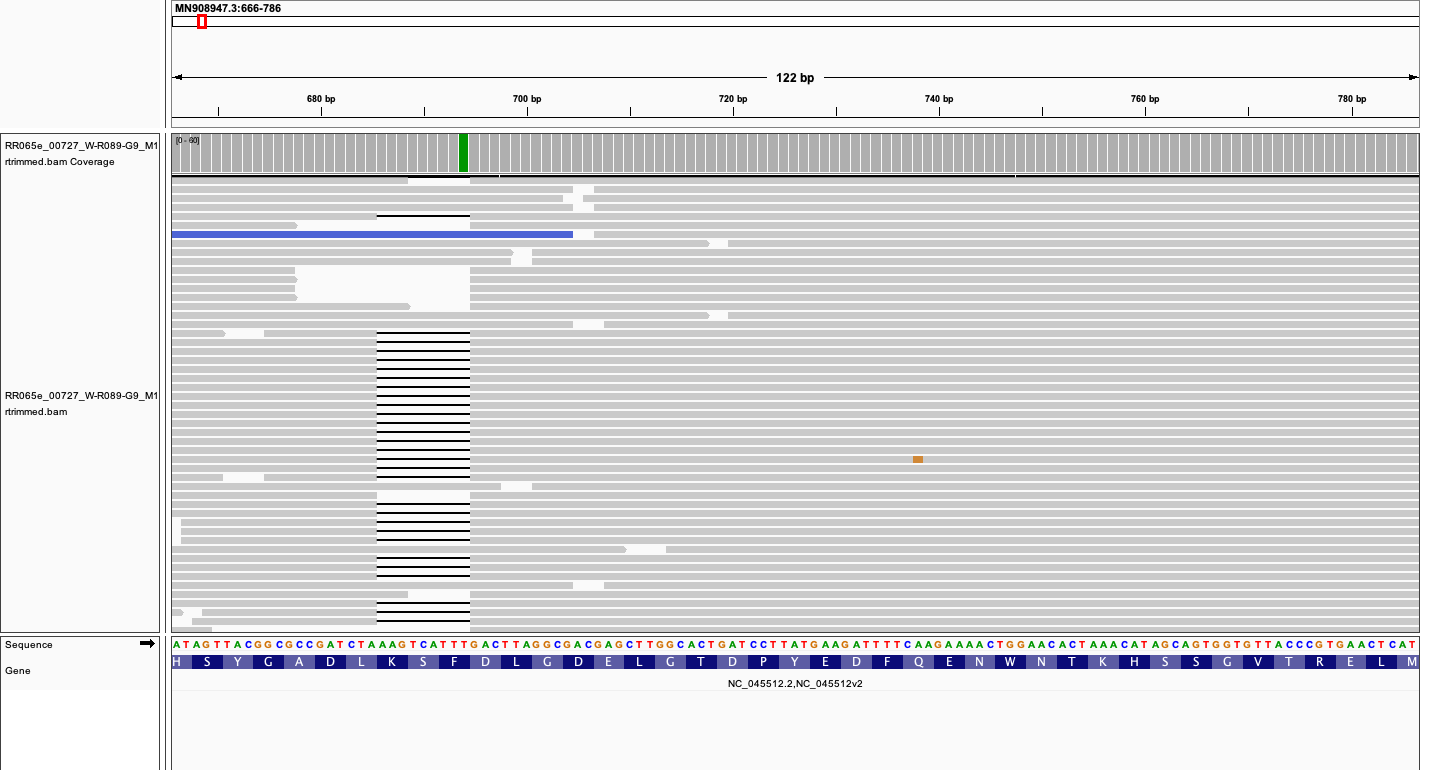 MN908947.3:666-786
122 bp
680 bp 700 bp 720 bp 740 bp 760 bp 780 bp
RR065e_00727_W-R089-G9_M1
rtrimmed.bam Coverage
[0 - 60]
RR065e_00727_W-R089-G9_M1
rtrimmed.bam
Sequence
ATAGTTACGGCGCCGATCTAAAGTCATTTGACTTAGGCGACGAGCTTGGCACTGATCCTTATGAAGATTTTCAAGAAAACTGGAACACTAAACATAGCAGTGGTGTTACCCGTGAACTCAT
Gene
H S Y G A D L K S F D L G D E L G T D P Y E D F Q E N W N T K H S S G V T R E L M
NC_045512.2,NC_045512v2